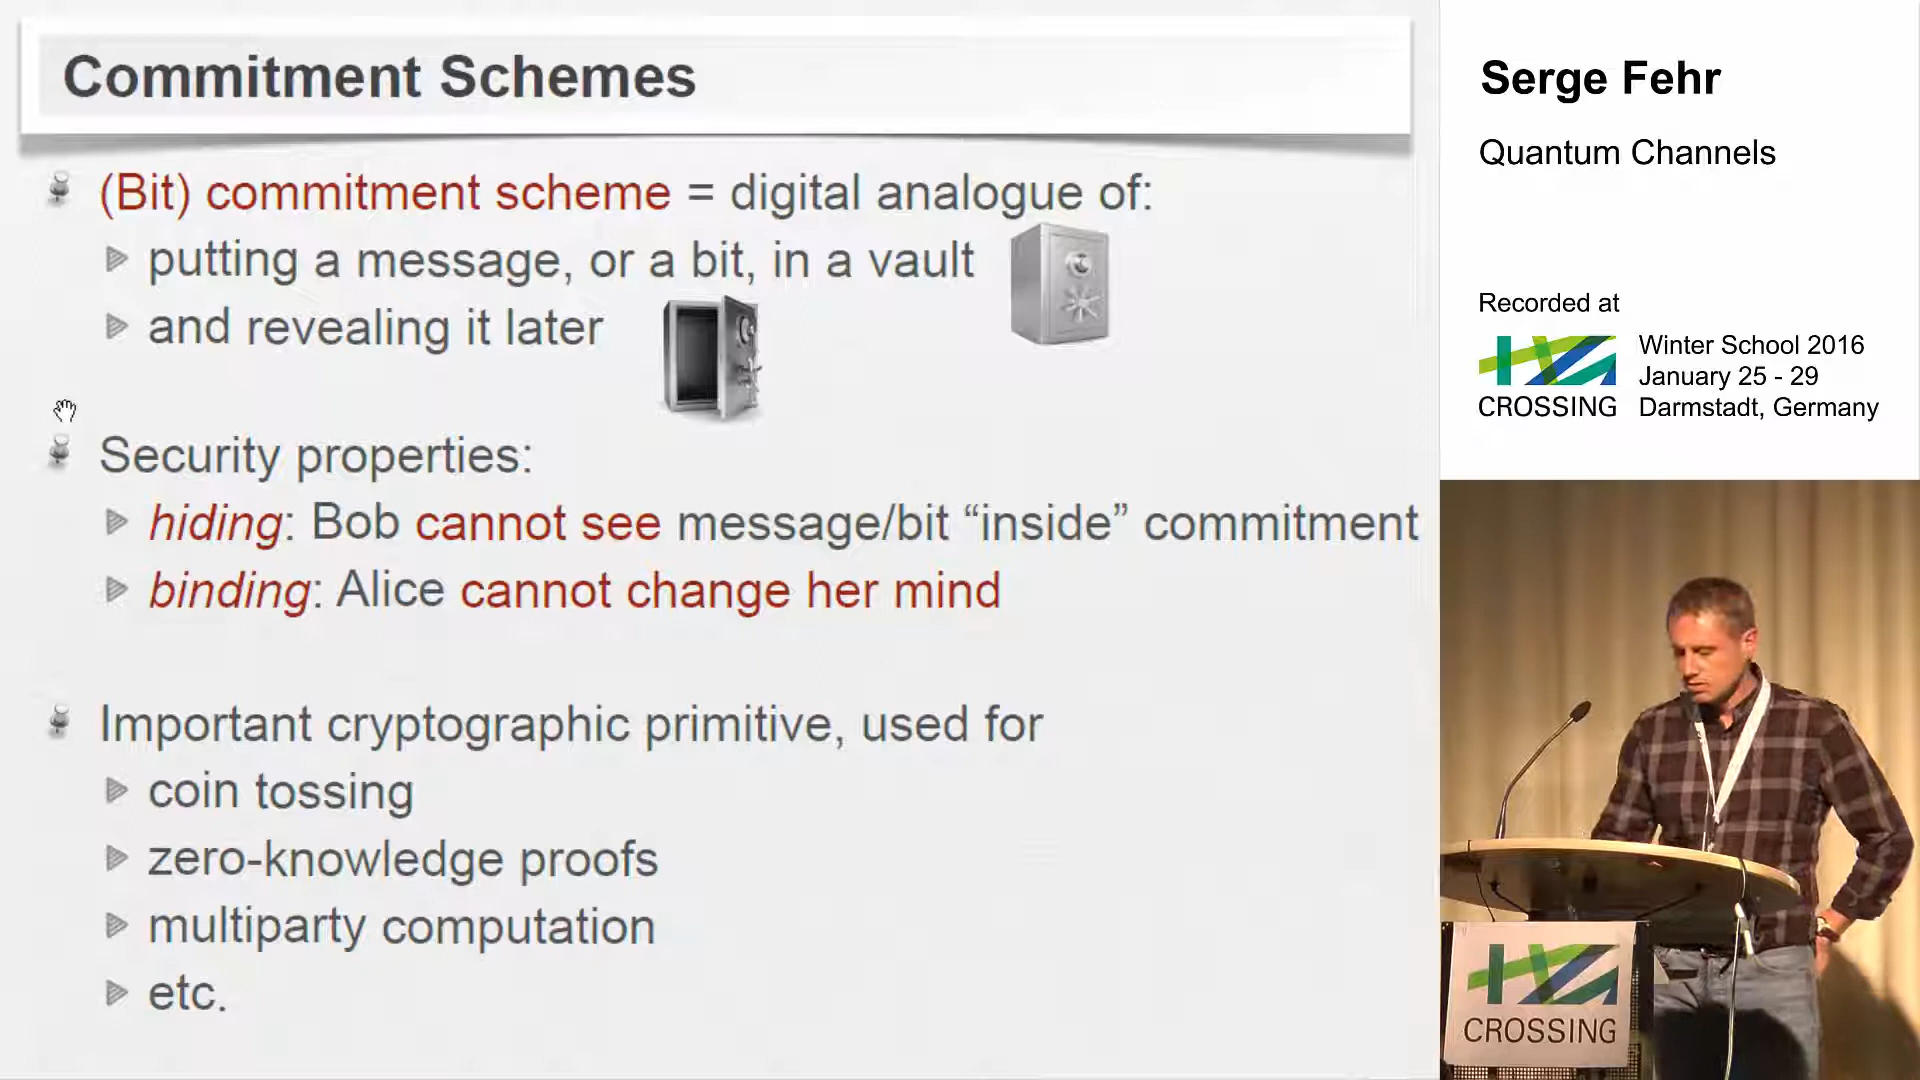 Commitment Schemes
(Bit) commitment scheme = digital analogue of:
putting a message, or a bit, in a vault
and revealing it later
Security properties:
hiding: Bob cannot see message/bit “inside” commitment
binding: Alice cannot change her mind
Important cryptographic primitive, used for
coin tossing
zero-knowledge proofs
multiparty computation
etc.
Serge Fehr
Quantum Channels
Recorded at
CROSSING
Winter School 2016
January 25 - 29
Darmstadt, Germany
CROSSING